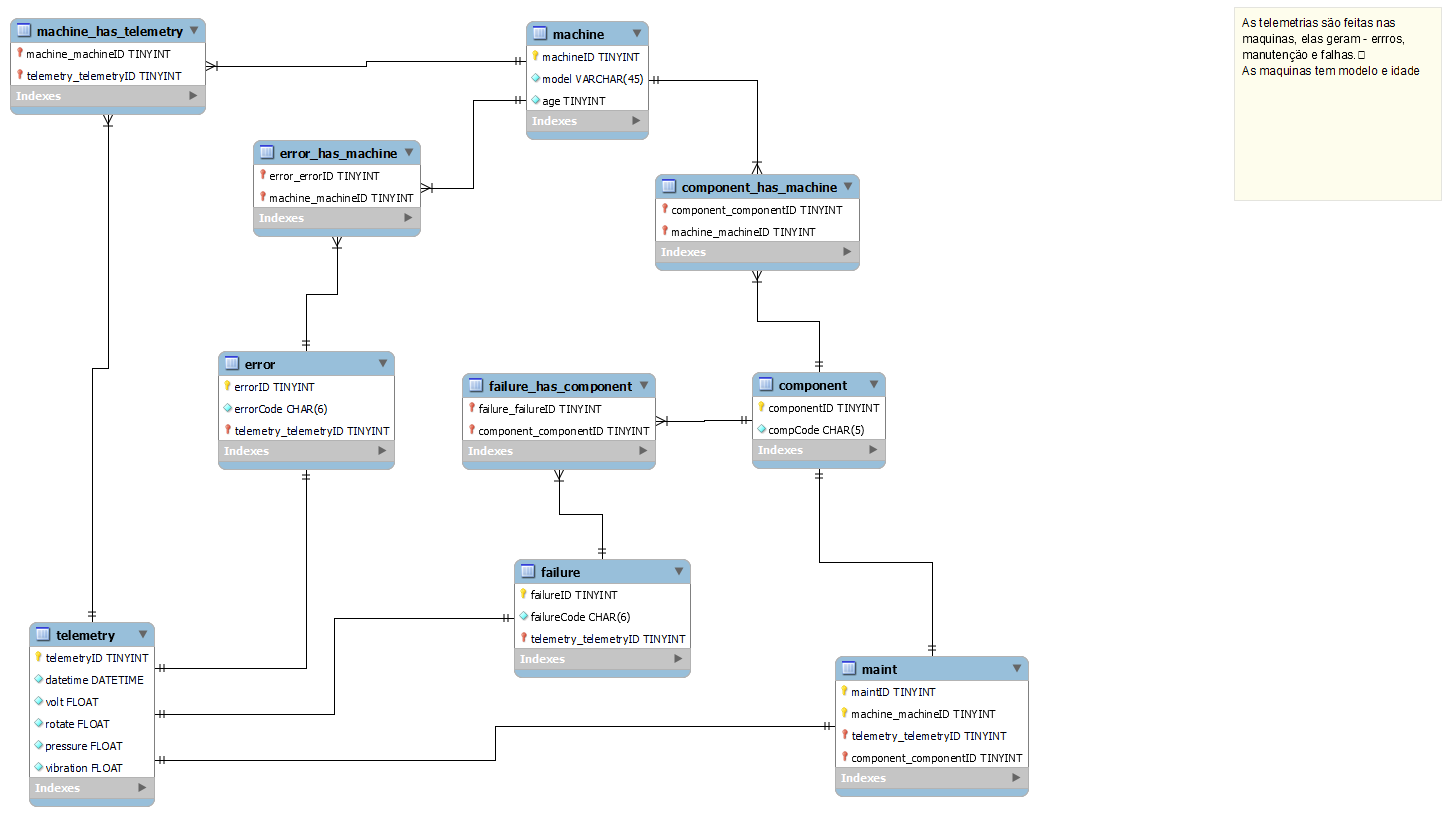 machine_has_telemetry
machine_machineID TINYINT
telemetry_telemetryID TINYINT
Indexes
machine
machineID TINYINT
model VARCHAR(45)
age TINYINT
Indexes
As telemetrias são feitas nas
maquinas, elas geram - errros,
manutenção e falhas.
As maquinas tem modelo e idade
error_has_machine
error_errorID TINYINT
machine_machineID TINYINT
Indexes
component_has_machine
component_componentID TINYINT
machine_machineID TINYINT
Indexes
error
errorID TINYINT
errorCode CHAR(6)
telemetry_telemetryID TINYINT
Indexes
failure_has_component
failure_failureID TINYINT
component_componentID TINYINT
Indexes
component
componentID TINYINT
compCode CHAR(5)
Indexes
failure
failureID TINYINT
failureCode CHAR(6)
telemetry_telemetryID TINYINT
Indexes
telemetry
telemetryID TINYINT
datetime DATETIME
volt FLOAT
rotate FLOAT
pressure FLOAT
vibration FLOAT
Indexes
maint
maintID TINYINT
machine_machineID TINYINT
telemetry_telemetryID TINYINT
component_componentID TINYINT
Indexes